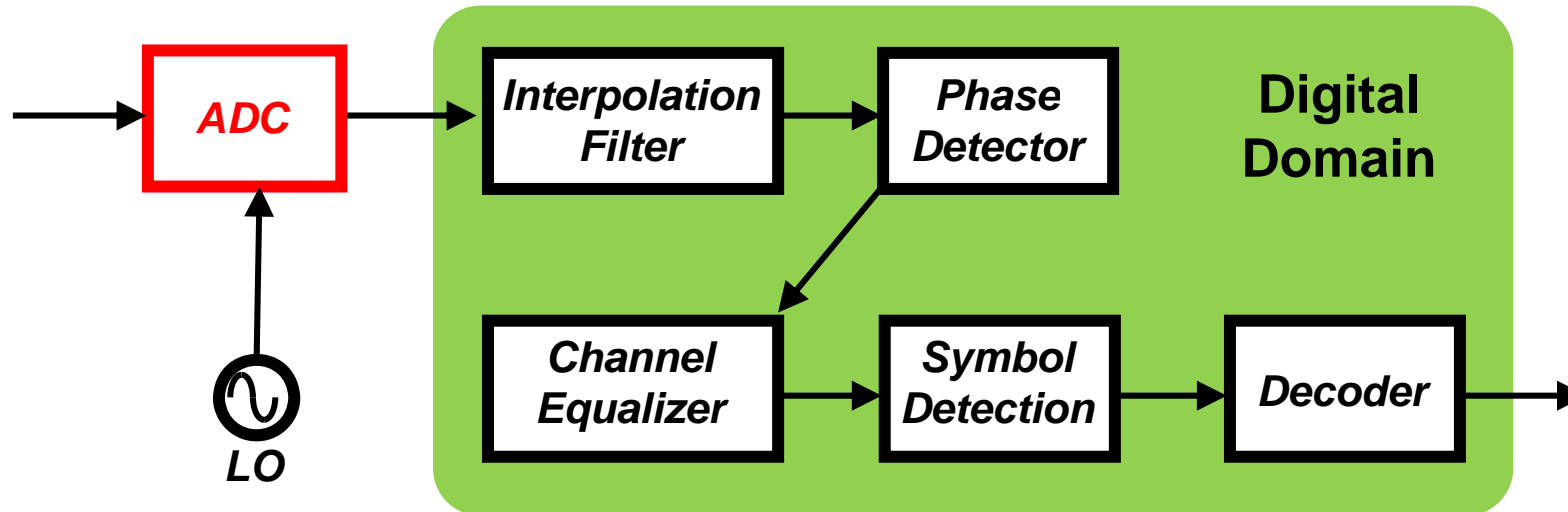 ADC
Interpolation
Filter
Phase
Detector
Digital
Domain
Channel
Equalizer
Symbol
Detection
Decoder
LO